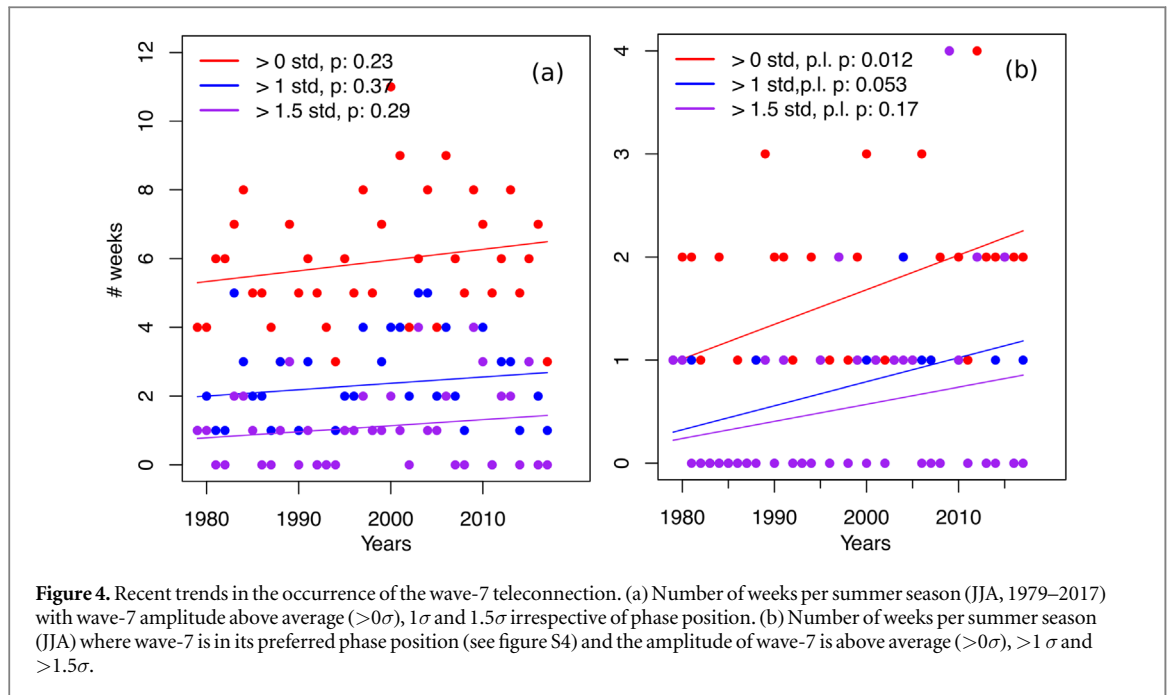 > 0 std, p: 0.23
> 1 std, p: 0.37
> 1.5 std, p: 0.29
(a)
# weeks
12
10
8
6
4
2
0
1980 1990 2000 2010
Years
> 0 std, p.l. p: 0.012
> 1 std,p.l. p: 0.053
> 1.5 std, p.l. p: 0.17
(b)
4
3
2
1
0
1980 1990 2000 2010
Years
Figure 4. Recent trends in the occurrence of the wave-7 teleconnection. (a) Number of weeks per summer season (JJA, 1979–2017)
with wave-7 amplitude above average (>0σ), 1σ and 1.5σ irrespective of phase position. (b) Number of weeks per summer season
(JJA) where wave-7 is in its preferred phase position (see figure S4) and the amplitude of wave-7 is above average (>0σ), >1 σ and
>1.5σ.